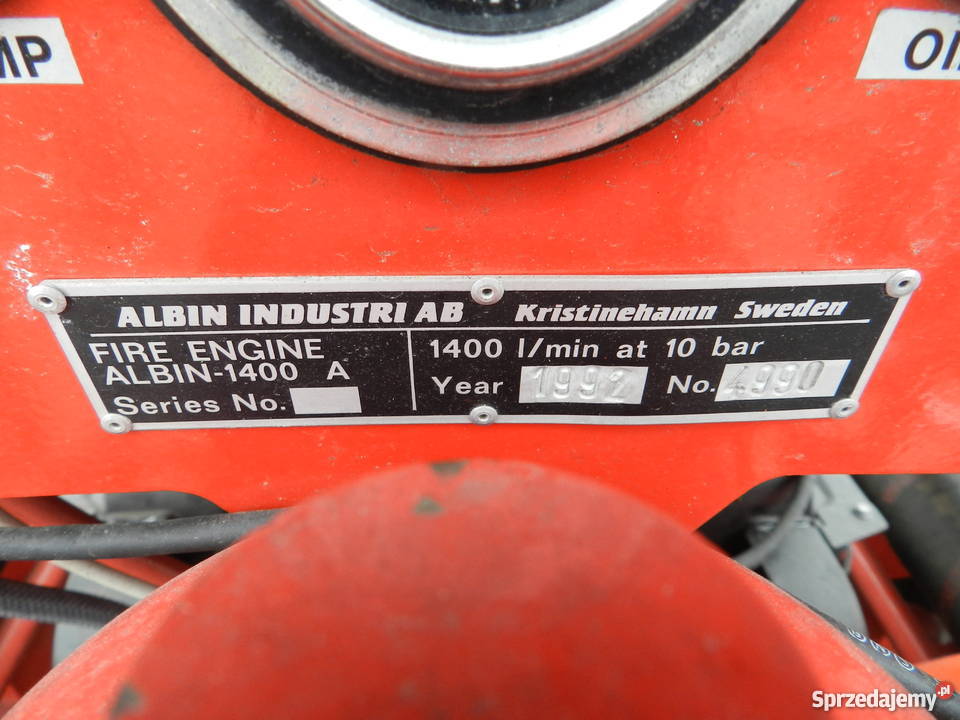 MP
OI
ALBIN INDUSTRI AB Kristinehamn Sweden
FIRE ENGINE
ALBIN-1400 A
Series No.
1400 l/min at 10 bar
Year 1992 No. 4990
Sprzedajemy.pl